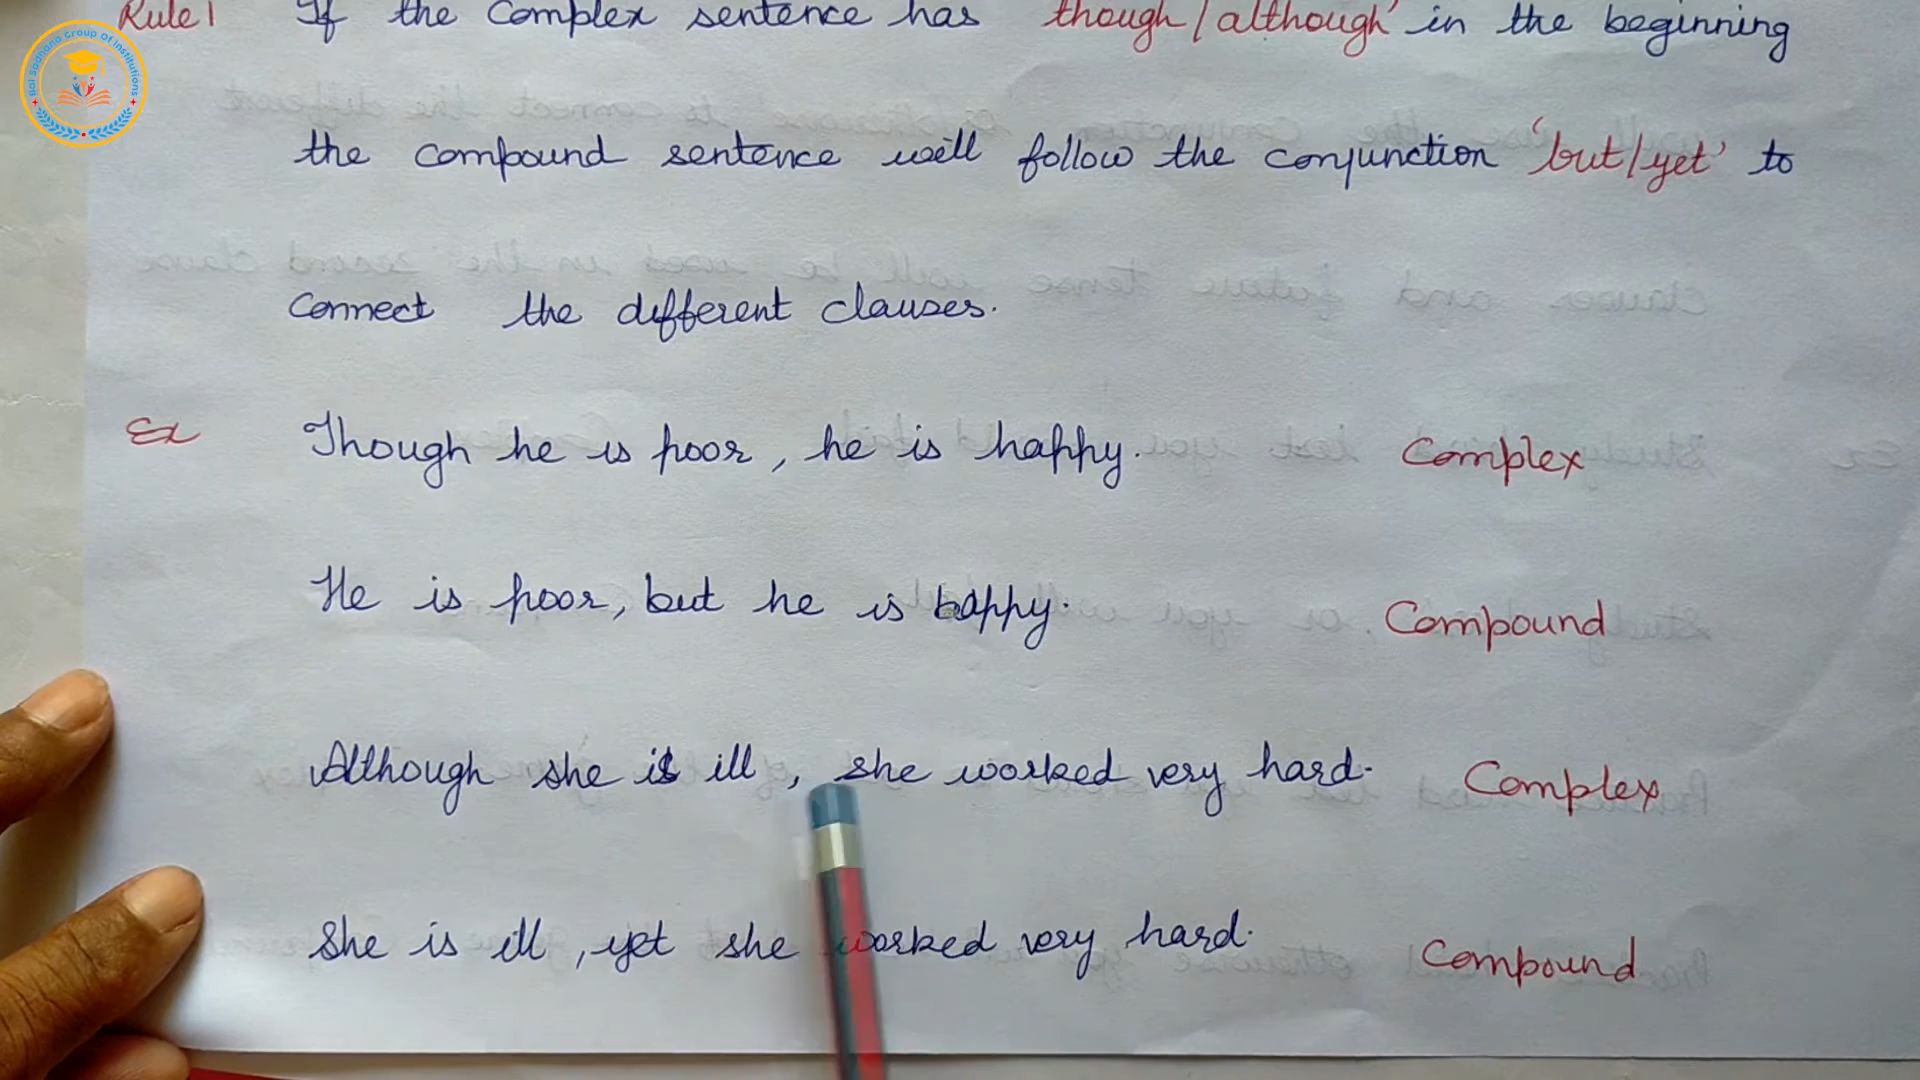 Rule 1 If the Complex sentence has 'though/although' in the beginning
the compound sentence will follow the conjunction 'but/yet' to
Connect the different clauses.
Ex Though he is poor, he is happy. Complex
He is poor, but he is happy. Compound
Although she is ill, she worked very hard. Complex
She is ill, yet she worked very hard. Compound